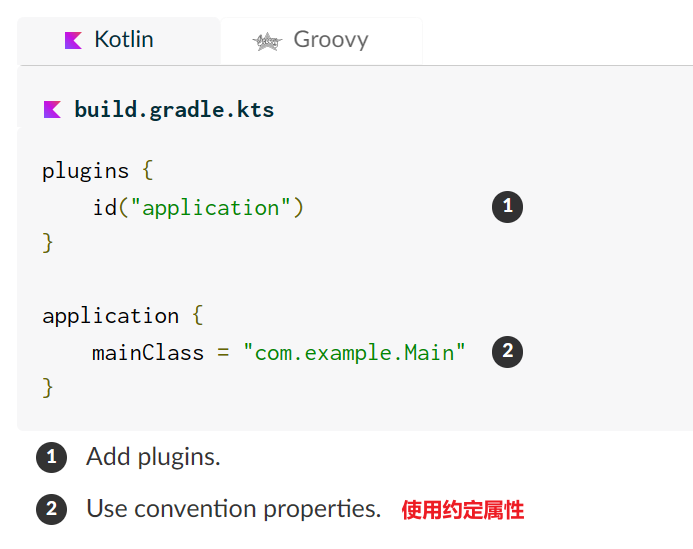 Kotlin Groovy
build.gradle.kts
plugins {
    id("application") 1
}
application {
    mainClass = "com.example.Main" 2
}
1 Add plugins.
2 Use convention properties. 使用约定属性